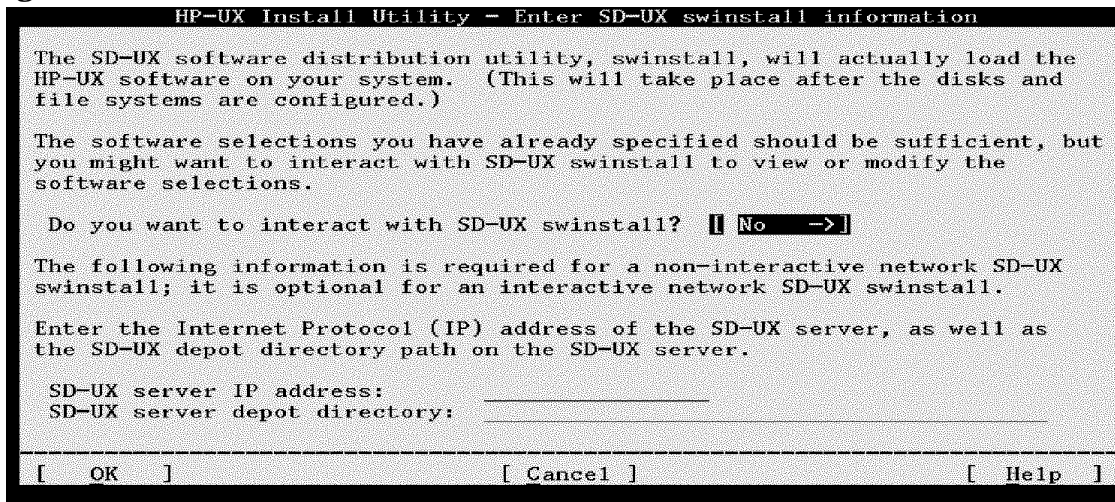 HP-UX Install Utility - Enter SD-UX swinstall information
The SD-UX software distribution utility, swinstall, will actually load the
HP-UX software on your system. (This will take place after the disks and
file systems are configured.)
The software selections you have already specified should be sufficient, but
you might want to interact with SD-UX swinstall to view or modify the
software selections.
Do you want to interact with SD-UX swinstall? [ No ->]
The following information is required for a non-interactive network SD-UX
swinstall; it is optional for an interactive network SD-UX swinstall.
Enter the Internet Protocol (IP) address of the SD-UX server, as well as
the SD-UX depot directory path on the SD-UX server.
SD-UX server IP address:
SD-UX server depot directory:
[ OK ] [ Cancel ] [ Help ]